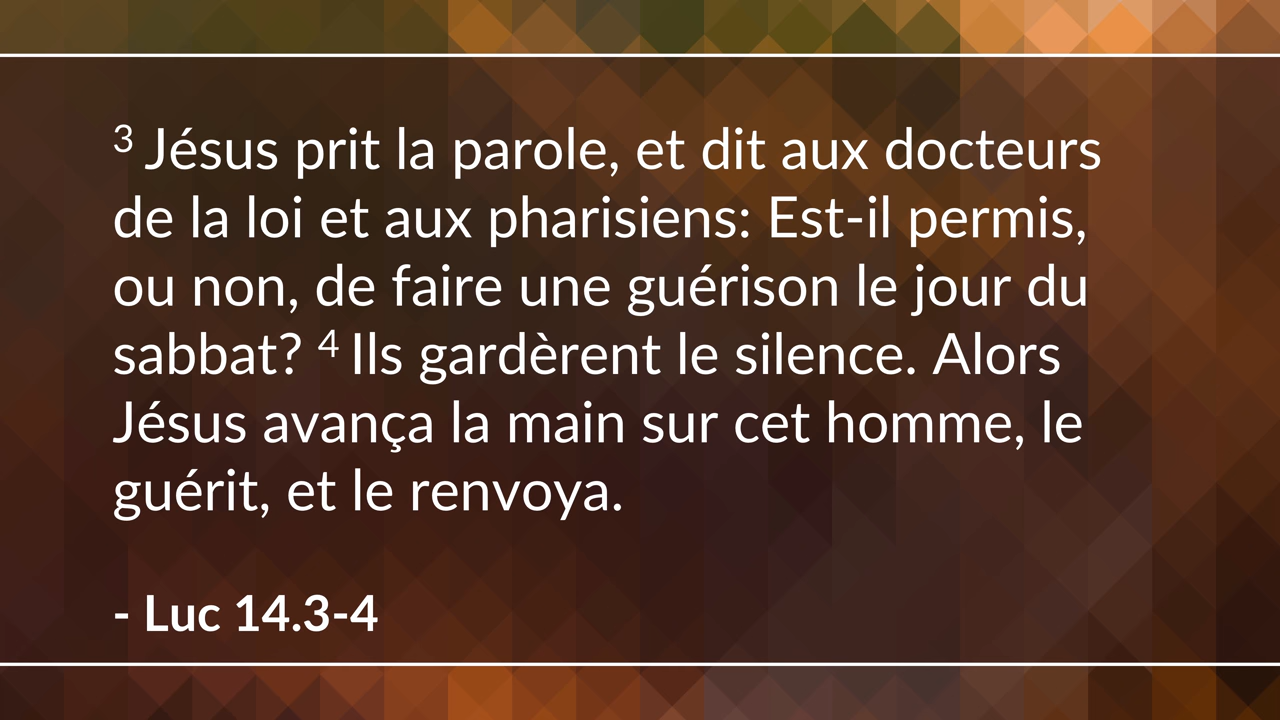 3 Jésus prit la parole, et dit aux docteurs
de la loi et aux pharisiens: Est-il permis,
ou non, de faire une guérison le jour du
sabbat? 4 Ils gardèrent le silence. Alors
Jésus avança la main sur cet homme, le
guérit, et le renvoya.
- Luc 14.3-4